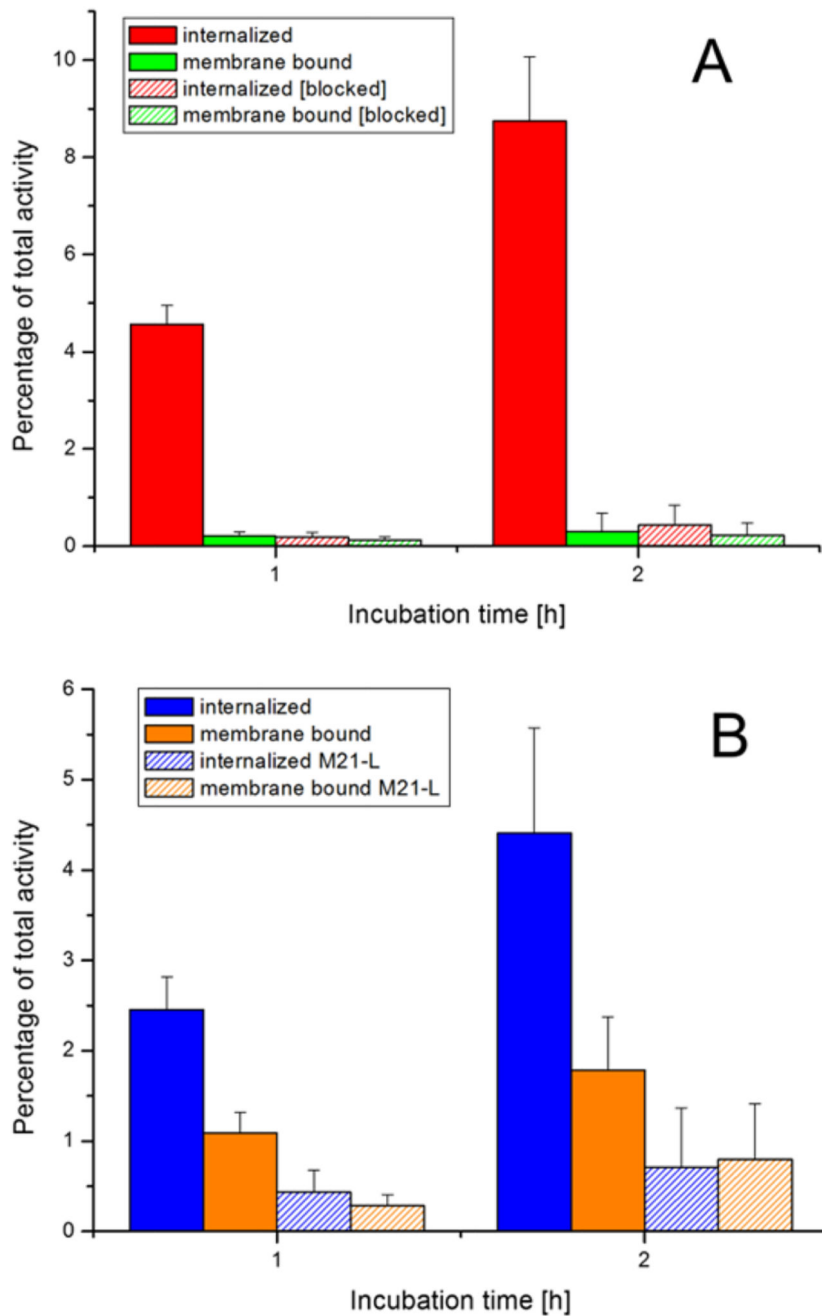 internalized
membrane bound
internalized [blocked]
membrane bound [blocked]
A
10
8
6
4
2
0
Percentage of total activity
1
2
Incubation time [h]
internalized
membrane bound
internalized M21-L
membrane bound M21-L
B
6
5
4
3
2
1
0
Percentage of total activity
1
2
Incubation time [h]